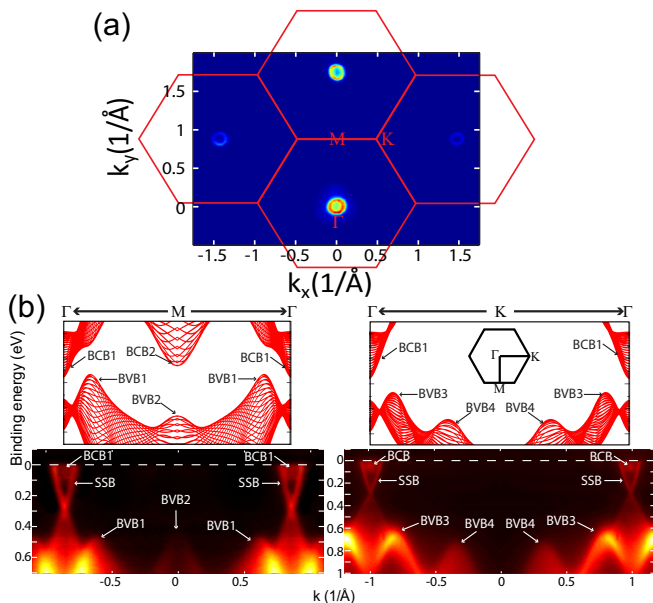 (a)
k_y(1/Å)
1.5
1
0.5
0
M K
Γ
-1.5 -1 -0.5 0 0.5 1 1.5
k_x(1/Å)
(b)
Γ M Γ
BCB1 BCB2 BCB1
BVB1 BVB1
BVB2
Γ K Γ
BCB1
Γ K
M
BVB3 BVB3
BVB4 BVB4
Binding energy (eV)
BCB1 BCB1
SSB SSB
BVB2
BVB1 BVB1
0
0.2
0.4
0.6
-0.5 0 0.5
BCB BCB
SSB SSB
BVB3 BVB4 BVB4 BVB3
0
0.2
0.4
0.6
0.8
1
-1 -0.5 0 0.5 1
k (1/Å)